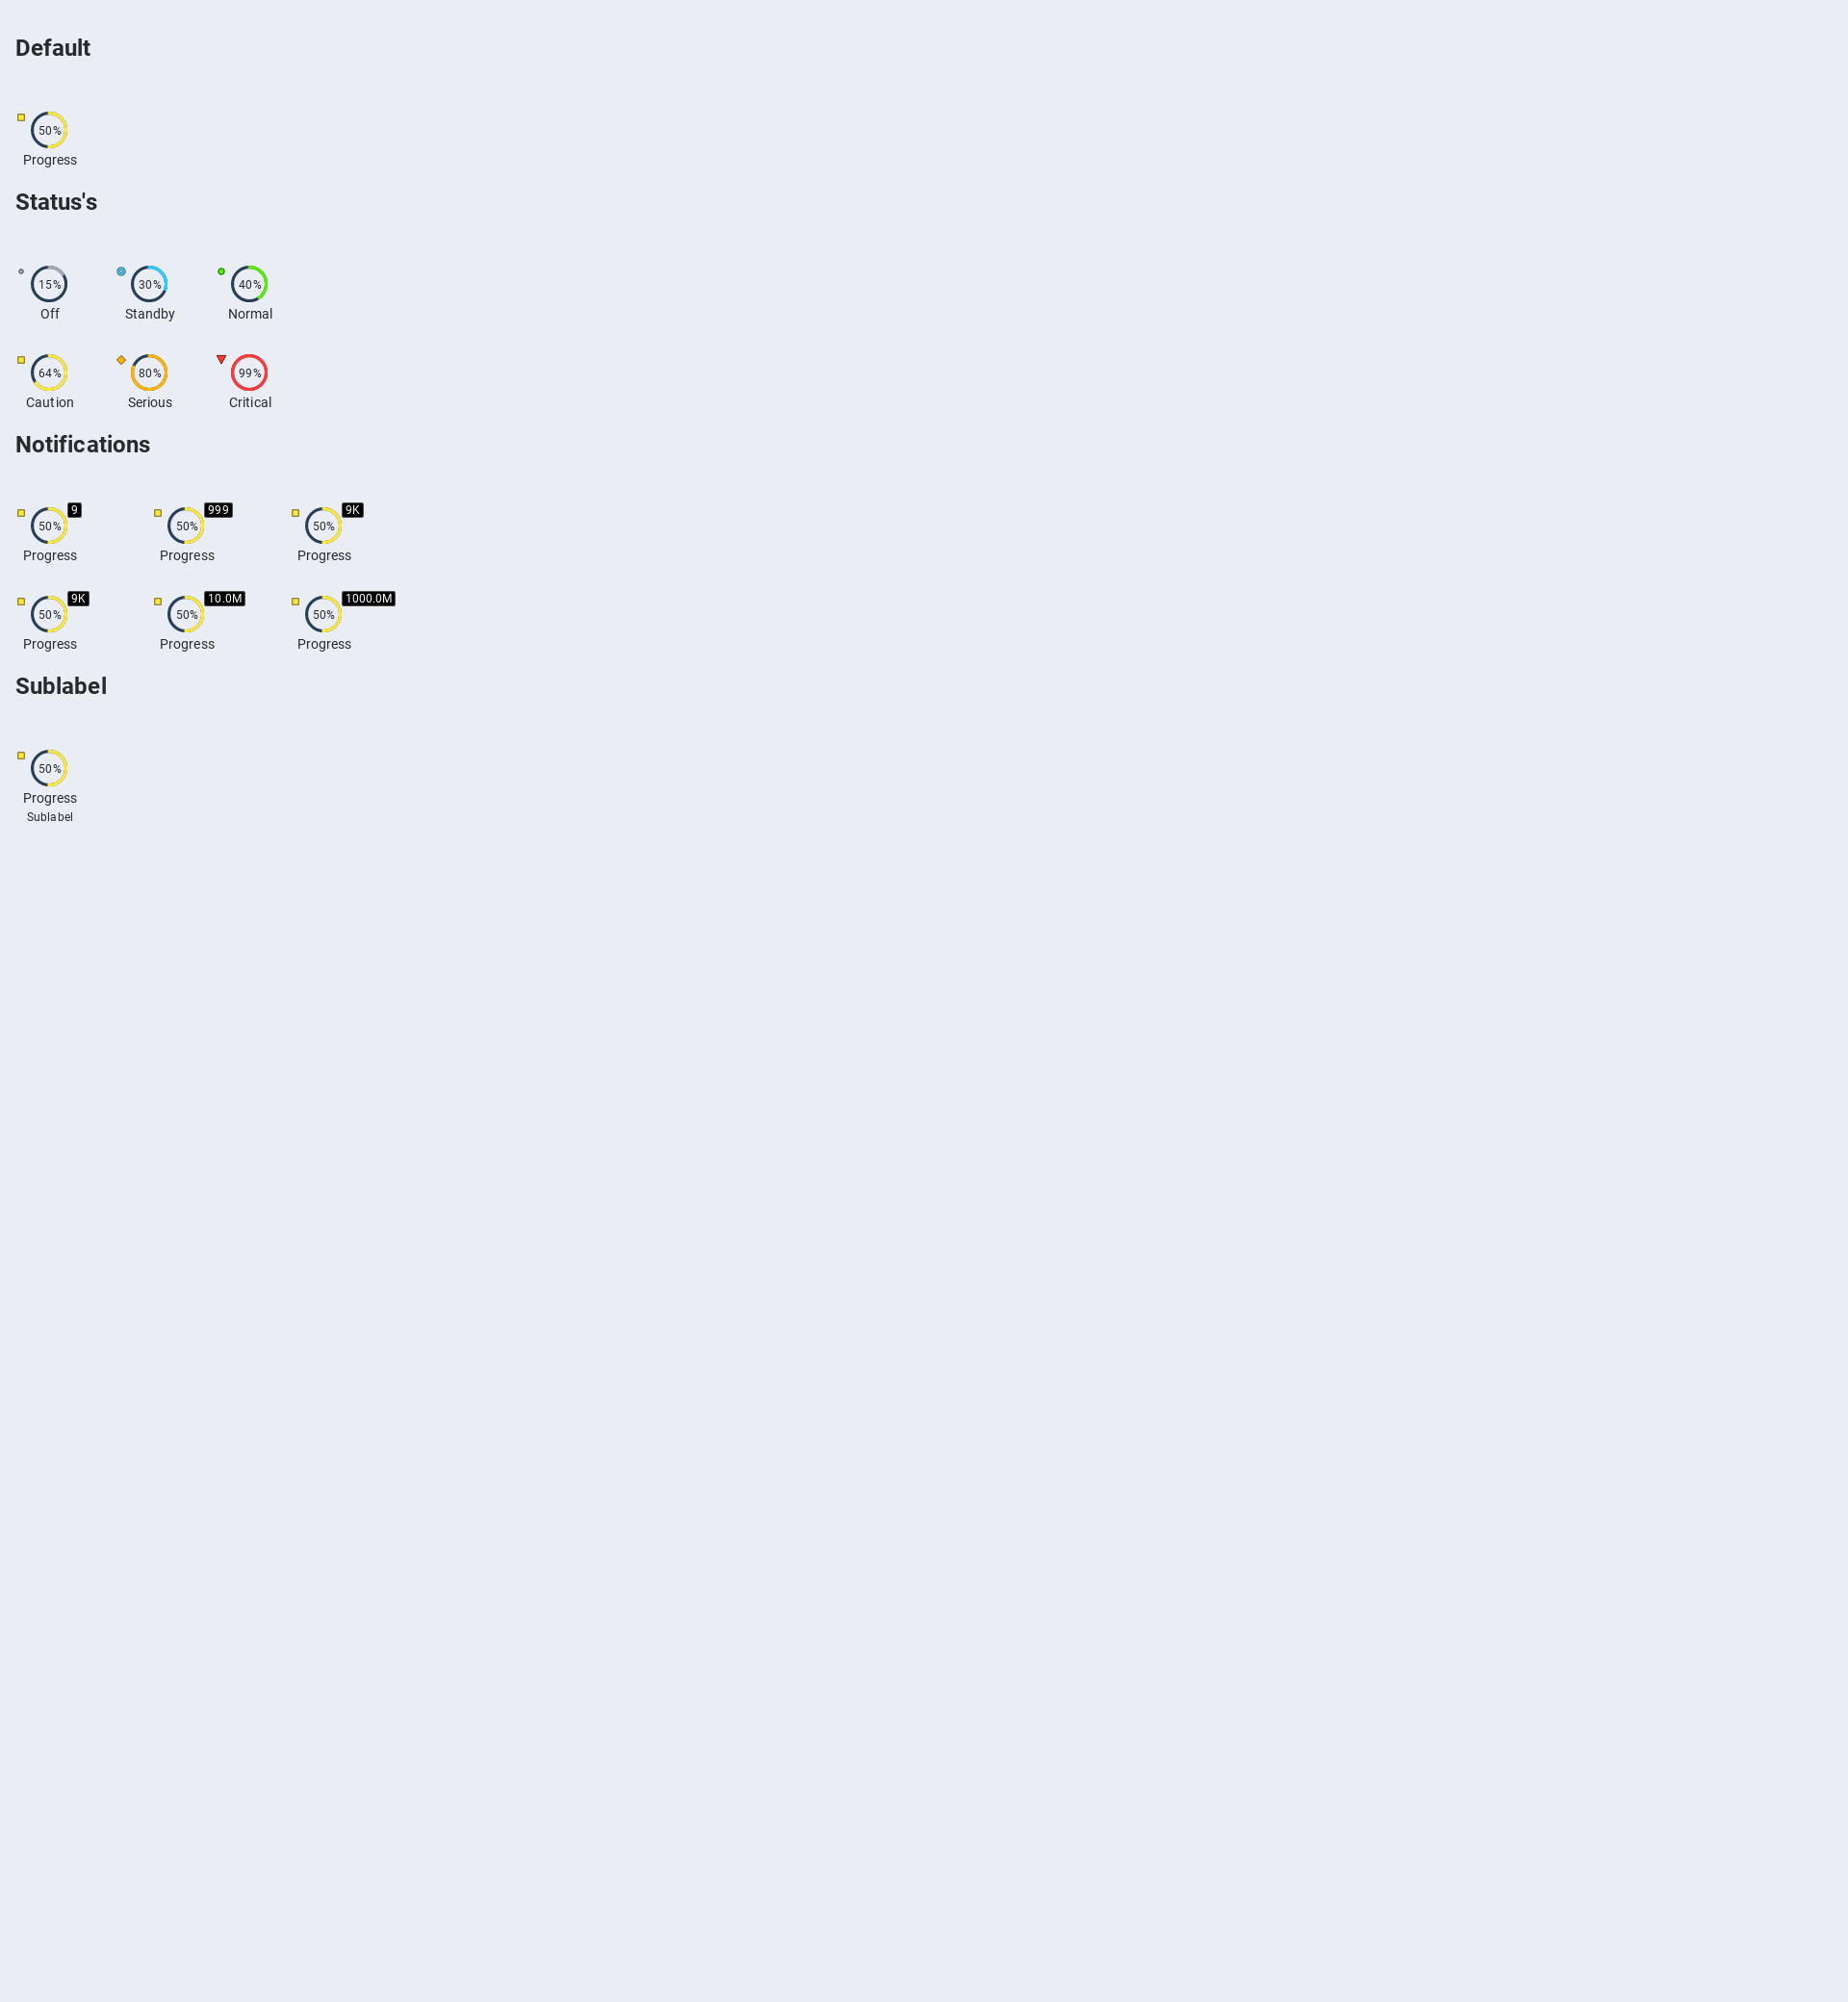 Default
50%
Progress
Status's
15% 30% 40%
Off Standby Normal
64% 80% 99%
Caution Serious Critical
Notifications
9 999 9K
50% 50% 50%
Progress Progress Progress
9K 10.0M 1000.0M
50% 50% 50%
Progress Progress Progress
Sublabel
50%
Progress
Sublabel